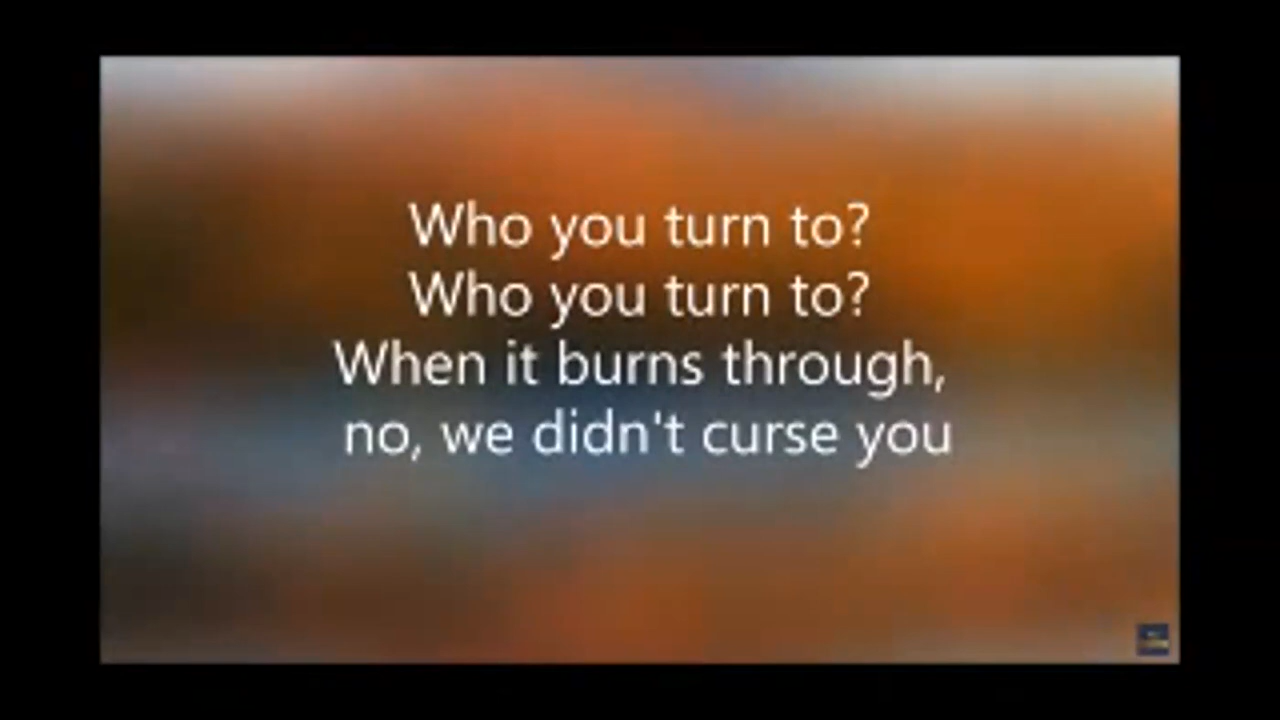 Who you turn to?
Who you turn to?
When it burns through,
no, we didn't curse you